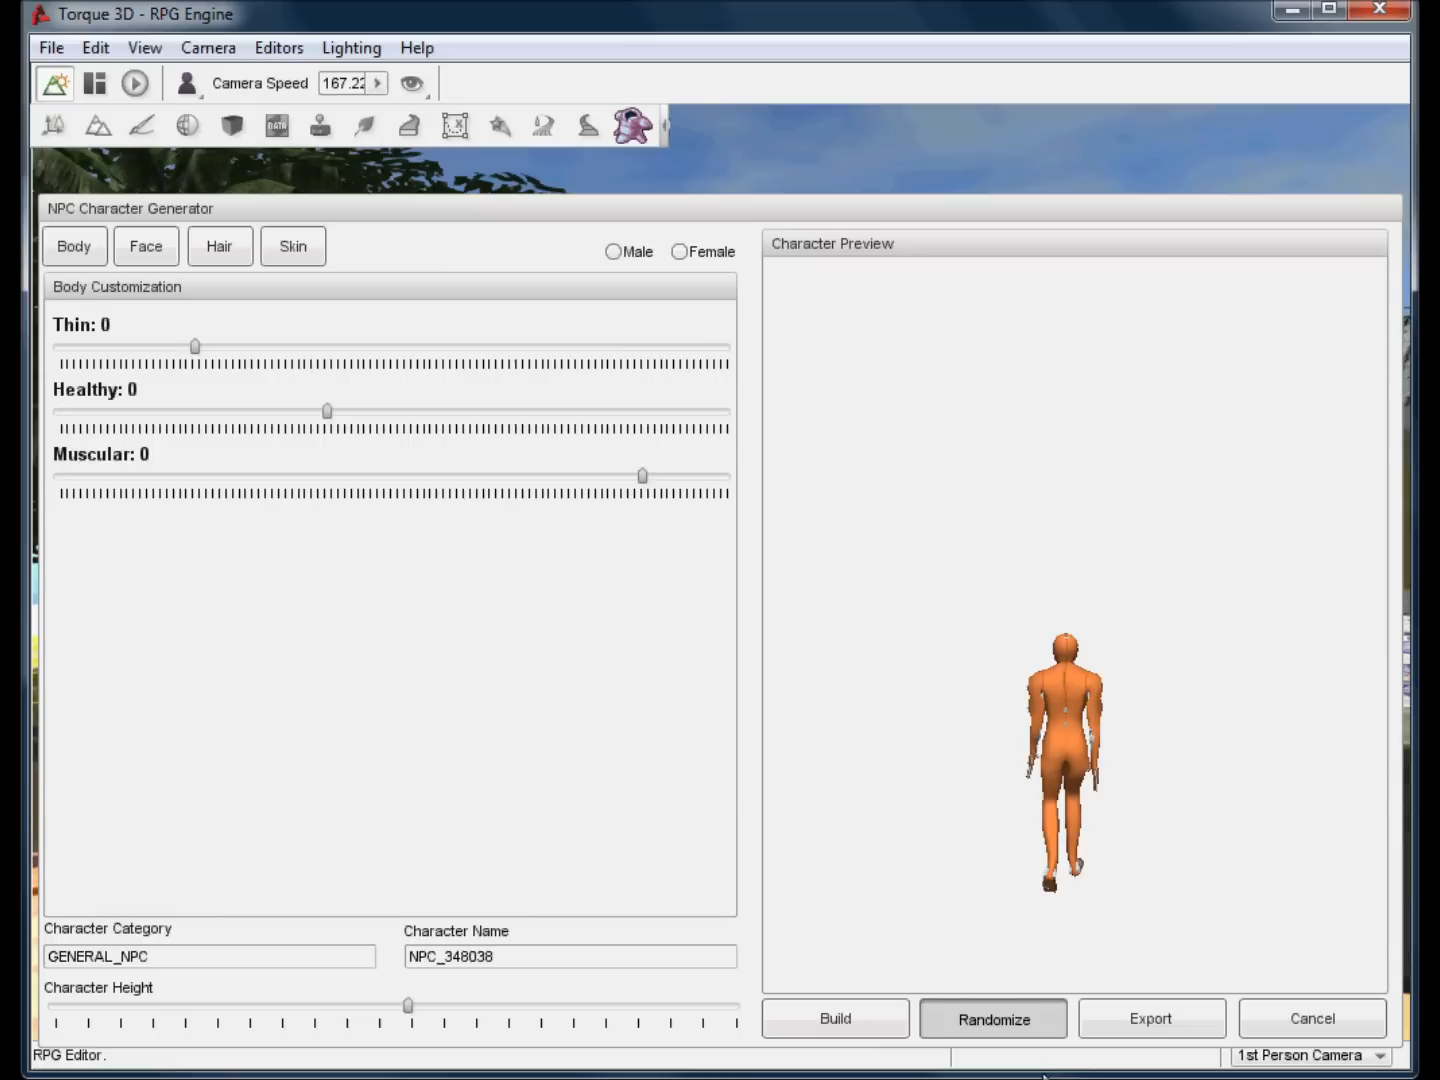 Torque 3D - RPG Engine
File Edit View Camera Editors Lighting Help
Camera Speed 167.22
DATA
NPC Character Generator
Body Face Hair Skin Male Female
Character Preview
Body Customization
Thin: 0
Healthy: 0
Muscular: 0
Character Category
Character Name
GENERAL_NPC
NPC_348038
Character Height
Build Randomize Export Cancel
RPG Editor.
1st Person Camera